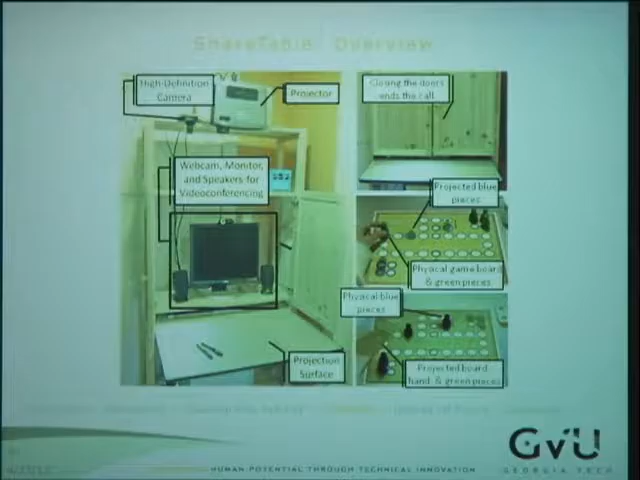 ShareTable Overview
High-Definition
Camera
Projector
Closing the doors
ends the call
Webcam, Monitor,
and Speakers for
Videoconferencing
Projected blue
pieces
Physical game board
& green pieces
Physical blue
pieces
Projection
Surface
Projected board
hand, & green pieces
GVU
GEORGIA TECH
HUMAN POTENTIAL THROUGH TECHNICAL INNOVATION